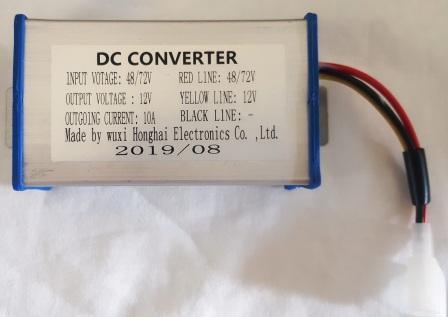 DC CONVERTER
INPUT VOTAGE: 48/72V RED LINE: 48/72V
OUTPUT VOLTAGE : 12V YELLOW LINE: 12V
OUTGOING CURRENT: 10A BLACK LINE: -
Made by wuxi Honghai Electronics Co. ,Ltd.
2019/08